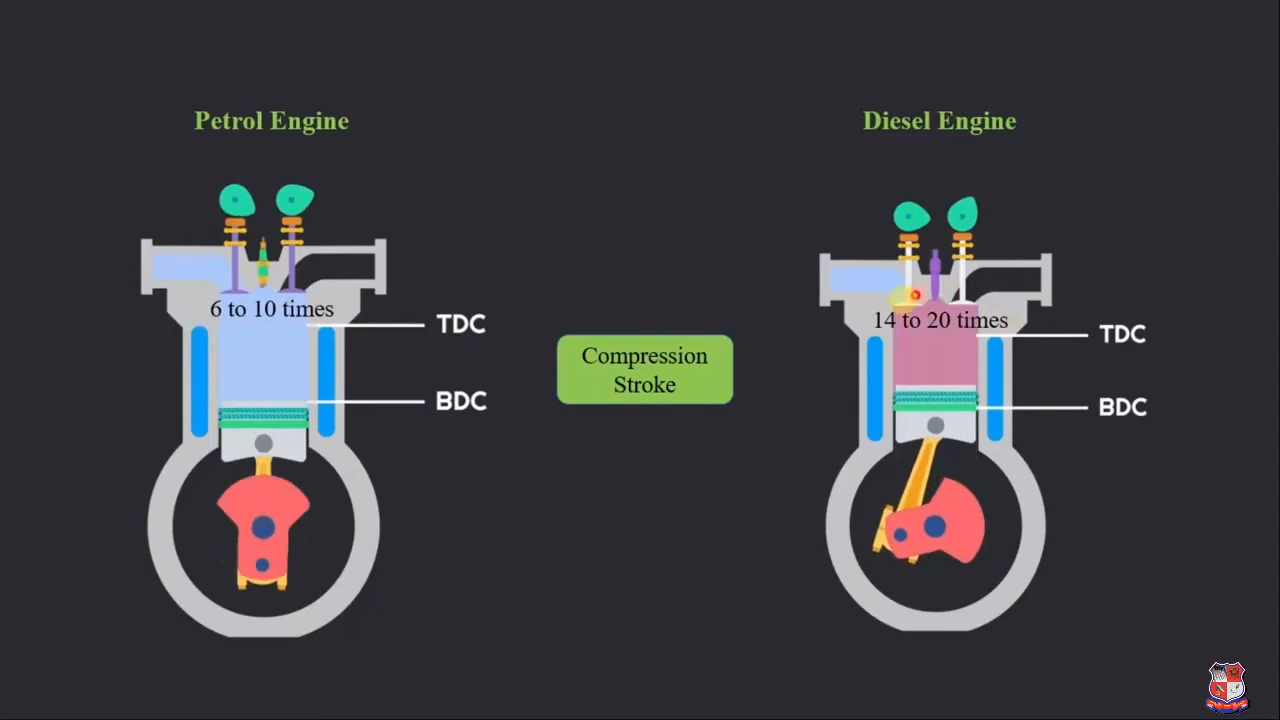 Petrol Engine
Diesel Engine
6 to 10 times
TDC
BDC
Compression
Stroke
14 to 20 times
TDC
BDC